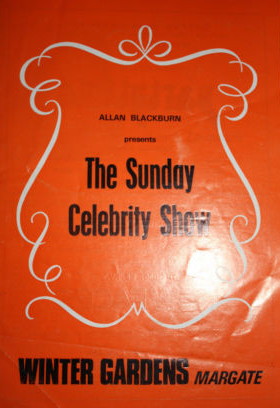 ALLAN BLACKBURN
presents
The Sunday
Celebrity Show
WINTER GARDENS MARGATE